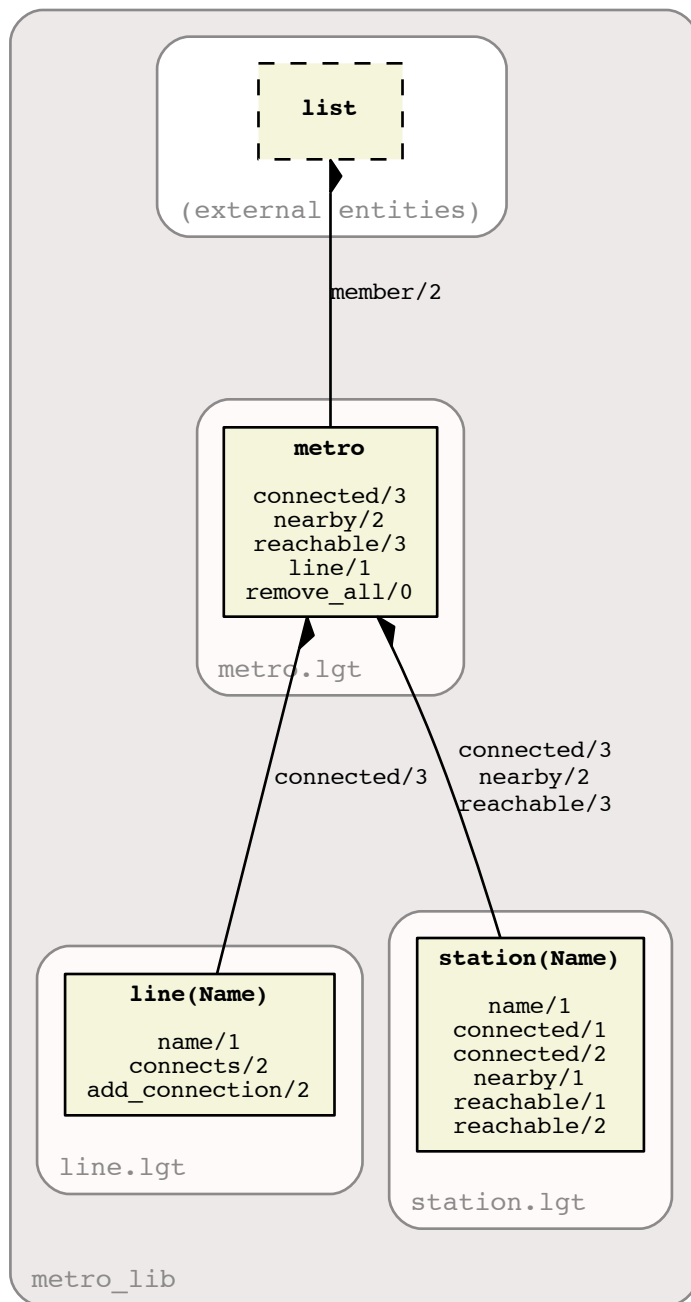 list
(external entities)
member/2
metro
connected/3
nearby/2
reachable/3
line/1
remove_all/0
metro.lgt
connected/3
connected/3
nearby/2
reachable/3
line(Name)
name/1
connects/2
add_connection/2
line.lgt
station(Name)
name/1
connected/1
connected/2
nearby/1
reachable/1
reachable/2
station.lgt
metro_lib